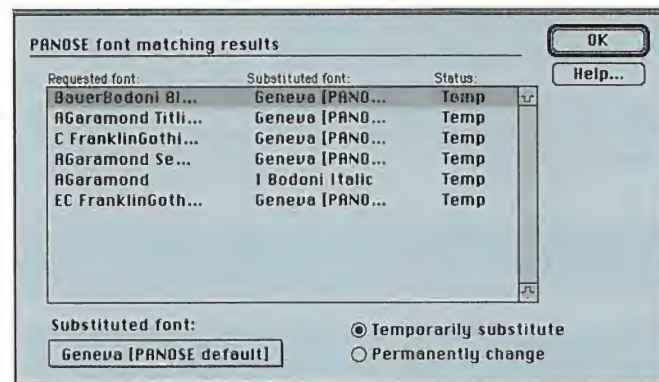 PANOSE font matching results
OK
Help...
Requested font: Substituted font: Status:
BauerBodoni Bl... Geneva [PANO... Temp
AGaramond Titli... Geneva [PANO... Temp
C FranklinGothi... Geneva [PANO... Temp
AGaramond Se... Geneva [PANO... Temp
AGaramond I Bodoni Italic Temp
EC FranklinGoth... Geneva [PANO... Temp
Substituted font:
Geneva [PANOSE default]
Temporarily substitute
Permanently change